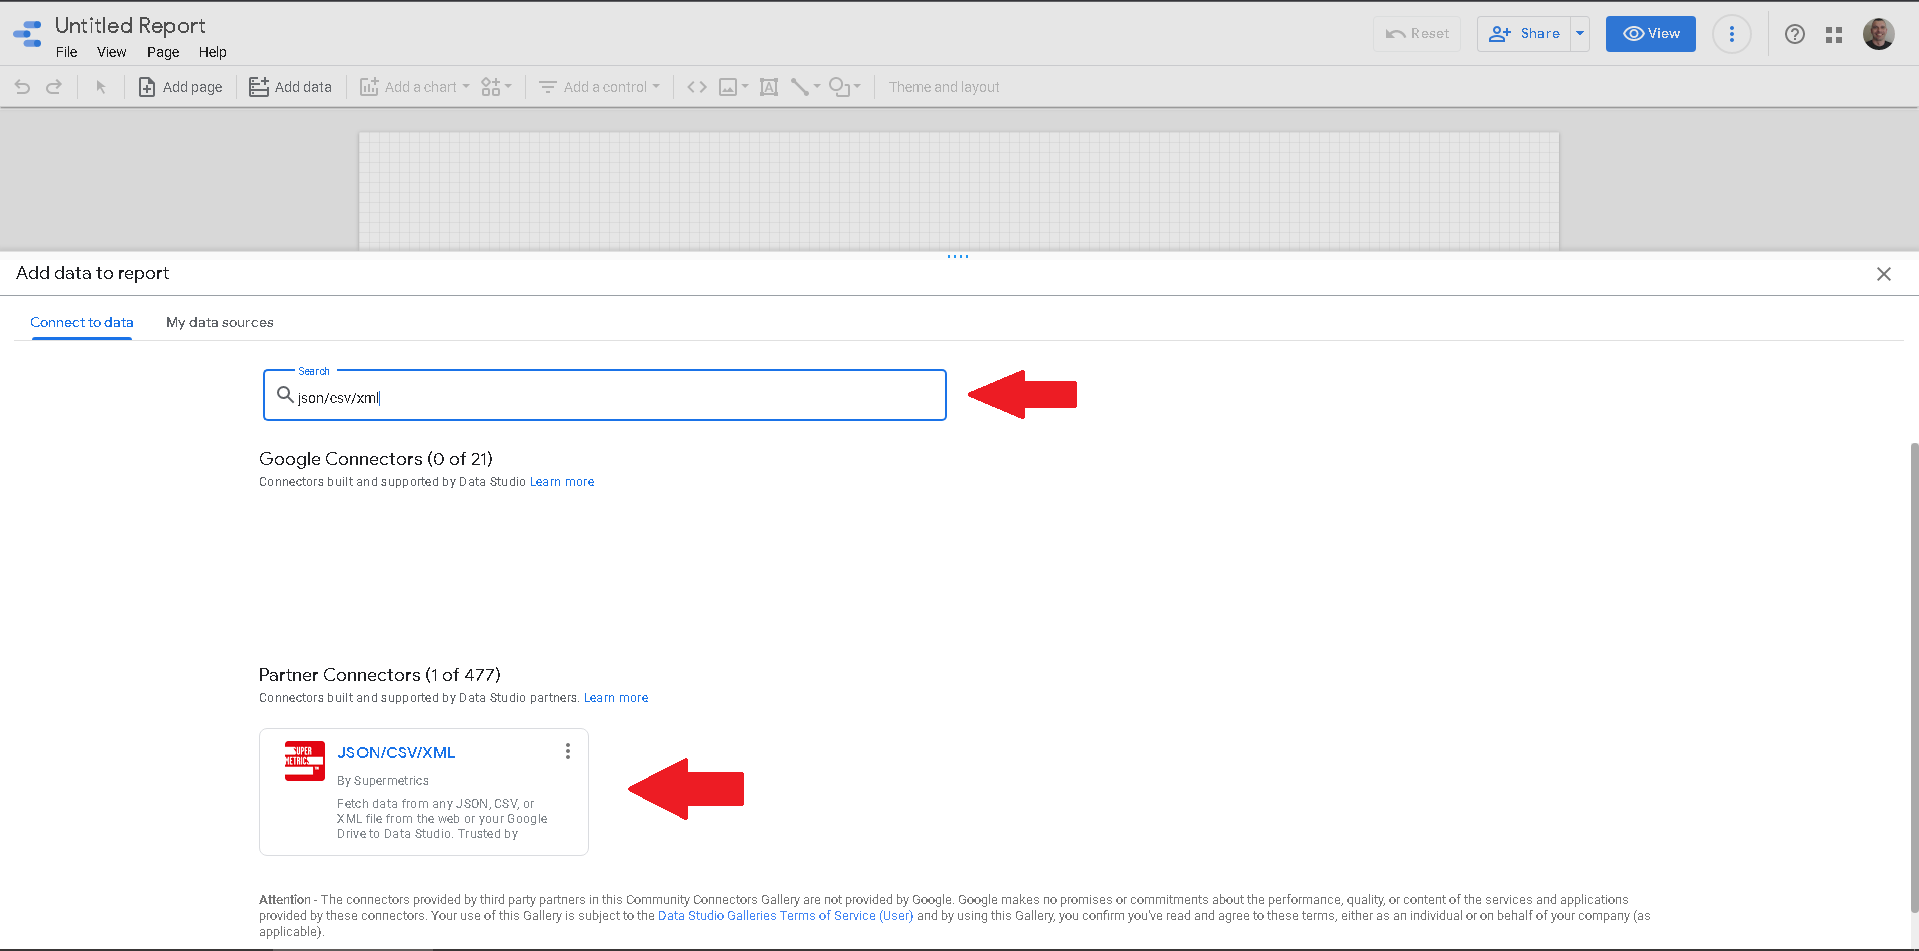 Untitled Report
File View Page Help
Reset
Share
View
Add page
Add data
Add a chart
Add a control
Theme and layout
Add data to report
Connect to data
My data sources
Search
json/csv/xml
Google Connectors (0 of 21)
Connectors built and supported by Data Studio Learn more
Partner Connectors (1 of 477)
Connectors built and supported by Data Studio partners. Learn more
SUPER
METRICS
JSON/CSV/XML
By Supermetrics
Fetch data from any JSON, CSV, or
XML file from the web or your Google
Drive to Data Studio. Trusted by
Attention - The connectors provided by third party partners in this Community Connectors Gallery are not provided by Google. Google makes no promises or commitments about the performance, quality, or content of the services and applications
provided by these connectors. Your use of this Gallery is subject to the Data Studio Galleries Terms of Service (User) and by using this Gallery, you confirm you've read and agree to these terms, either as an individual or on behalf of your company (as
applicable).